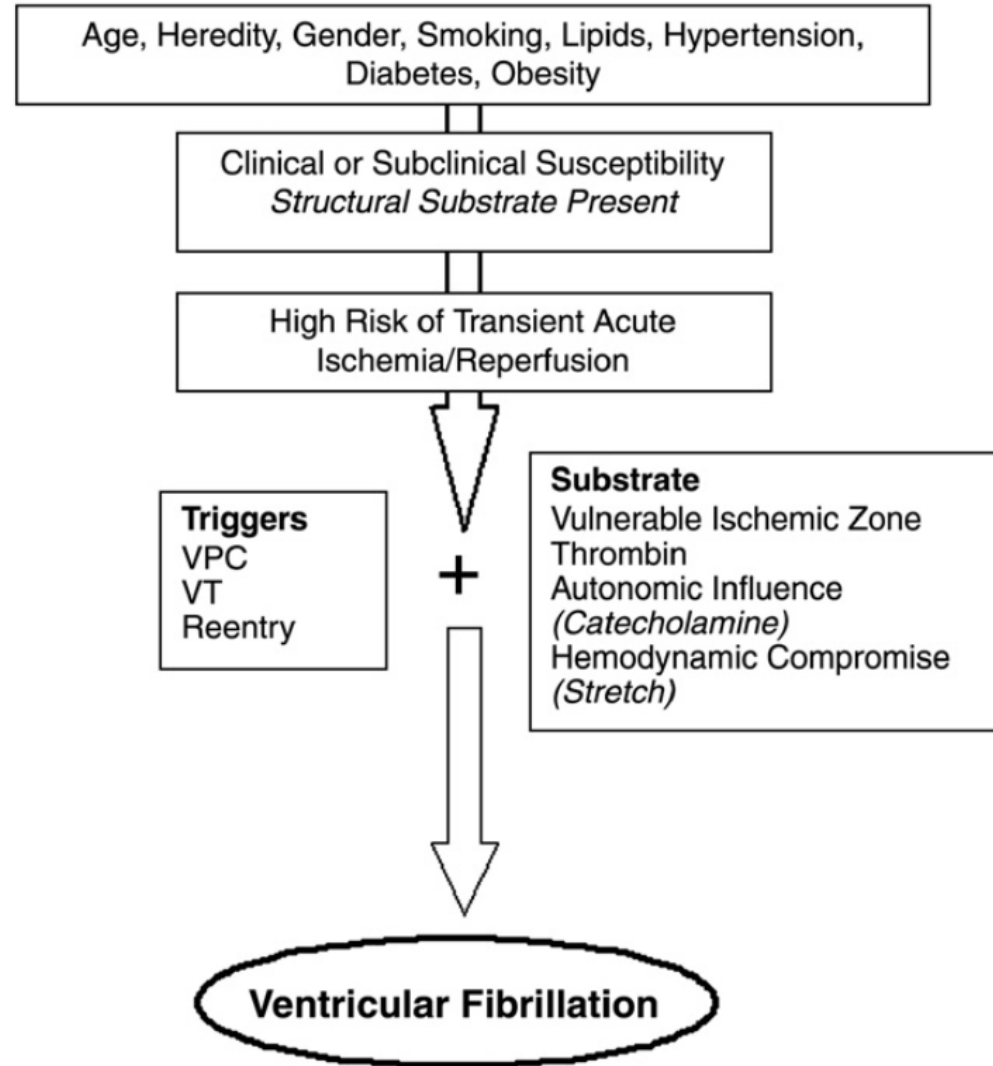 Age, Heredity, Gender, Smoking, Lipids, Hypertension,
Diabetes, Obesity
Clinical or Subclinical Susceptibility
Structural Substrate Present
High Risk of Transient Acute
Ischemia/Reperfusion
Triggers
VPC
VT
Reentry
+
Substrate
Vulnerable Ischemic Zone
Thrombin
Autonomic Influence
(Catecholamine)
Hemodynamic Compromise
(Stretch)
Ventricular Fibrillation